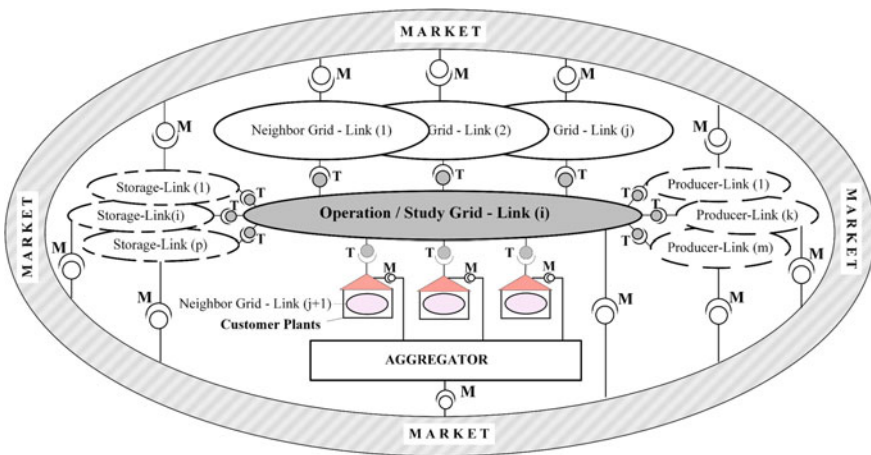 MARKET
M
M
M
M
M
Neighbor Grid - Link (1)
Grid - Link (2)
Grid - Link (j)
Storage-Link (1)
T
T
T
T
T
Producer-Link (1)
MARKET
Storage-Link(i)
T
Operation / Study Grid - Link (i)
T
Producer-Link (k)
MARKET
Storage-Link (p)
T
T
Producer-Link (m)
M
T
T
T
M
M
M
M
Neighbor Grid - Link (j+1)
Customer Plants
M
M
M
AGGREGATOR
M
MARKET